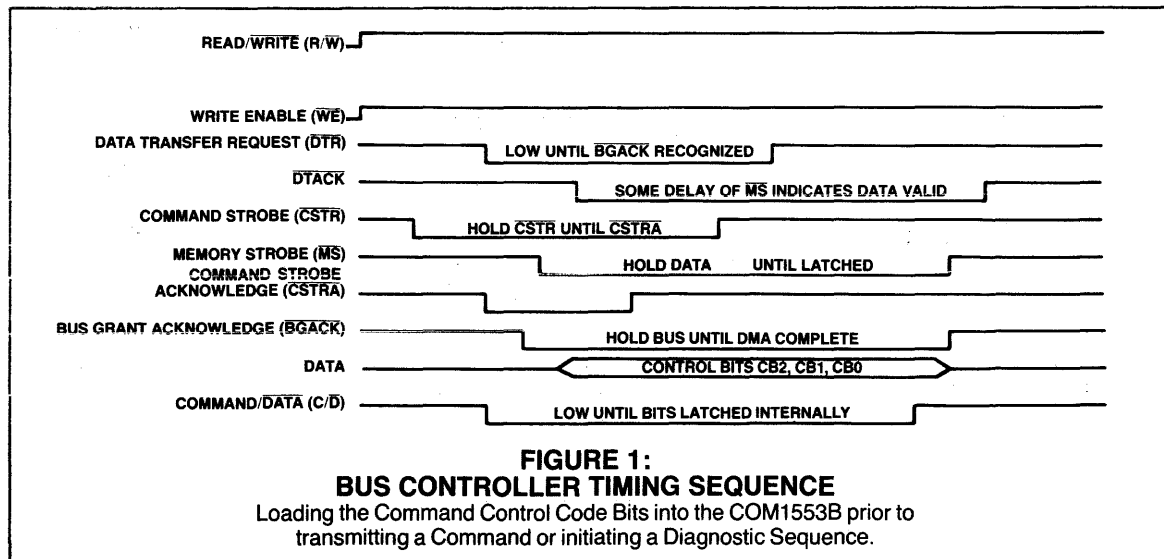 READ/WRITE (R/W)
WRITE ENABLE (WE)
DATA TRANSFER REQUEST (DTR)
LOW UNTIL BGACK RECOGNIZED
DTACK
SOME DELAY OF MS INDICATES DATA VALID
COMMAND STROBE (CSTR)
HOLD CSTR UNTIL CSTRA
MEMORY STROBE (MS)
HOLD DATA UNTIL LATCHED
COMMAND STROBE
ACKNOWLEDGE (CSTRA)
BUS GRANT ACKNOWLEDGE (BGACK)
HOLD BUS UNTIL DMA COMPLETE
DATA
CONTROL BITS CB2, CB1, CB0
COMMAND/DATA (C/D)
LOW UNTIL BITS LATCHED INTERNALLY
FIGURE 1:
BUS CONTROLLER TIMING SEQUENCE
Loading the Command Control Code Bits into the COM1553B prior to
transmitting a Command or initiating a Diagnostic Sequence.